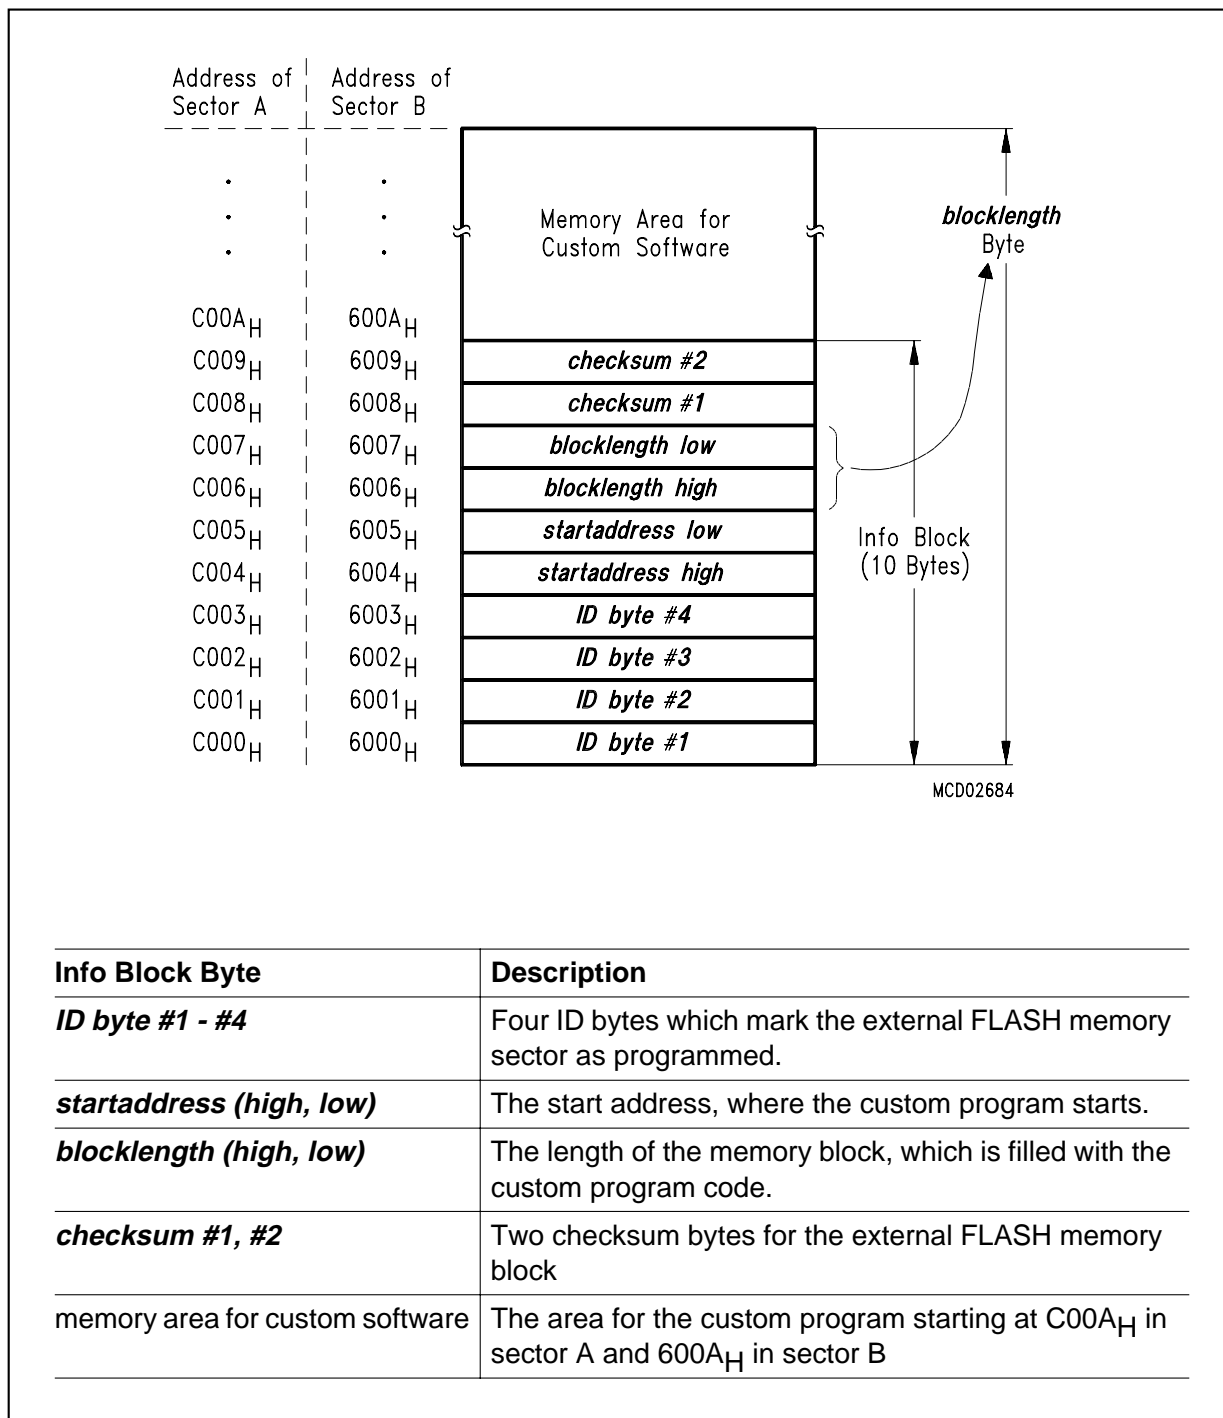 Address of Sector A
Address of Sector B
Memory Area for
Custom Software
blocklength
Byte
C00AH 600AH
C009H 6009H checksum #2
C008H 6008H checksum #1
C007H 6007H blocklength low
C006H 6006H blocklength high
C005H 6005H startaddress low
Info Block
(10 Bytes)
C004H 6004H startaddress high
C003H 6003H ID byte #4
C002H 6002H ID byte #3
C001H 6001H ID byte #2
C000H 6000H ID byte #1
MCD02684
Info Block Byte Description
ID byte #1 - #4 Four ID bytes which mark the external FLASH memory
sector as programmed.
startaddress (high, low) The start address, where the custom program starts.
blocklength (high, low) The length of the memory block, which is filled with the
custom program code.
checksum #1, #2 Two checksum bytes for the external FLASH memory
block
memory area for custom software The area for the custom program starting at C00AH in
sector A and 600AH in sector B